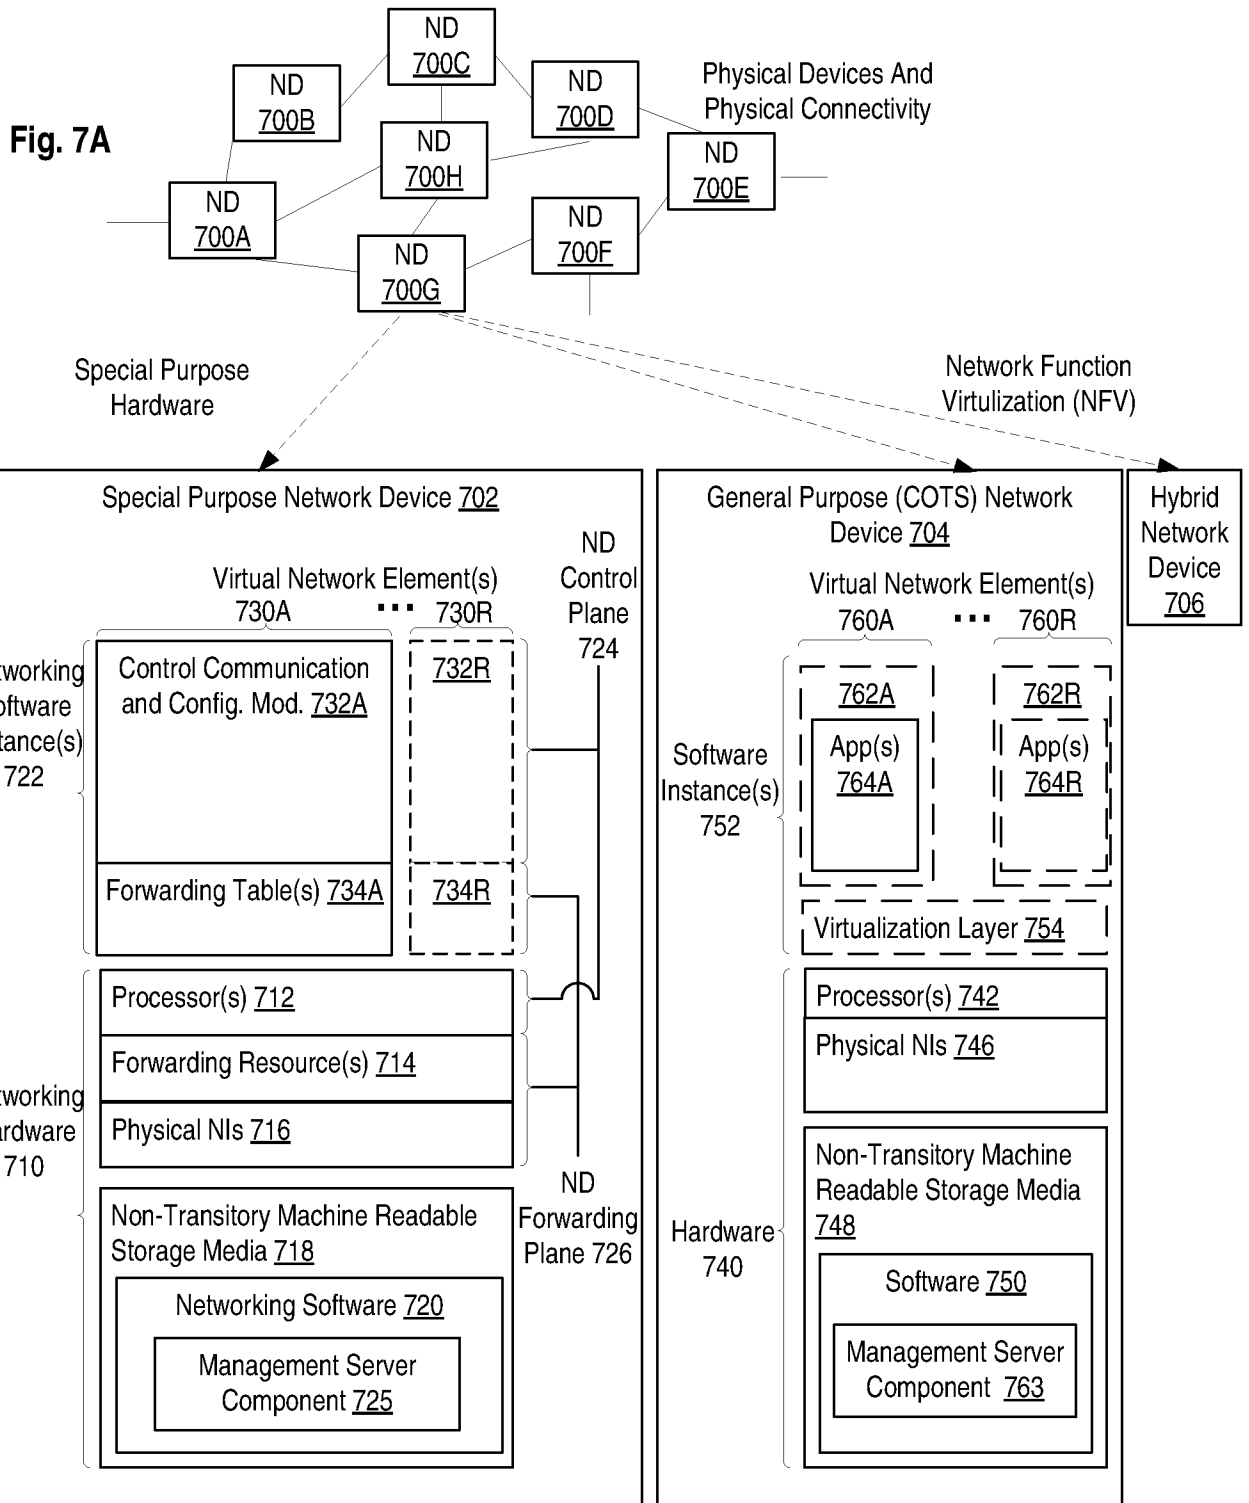 ND
700C
ND
700B
ND
700D
Physical Devices And
Physical Connectivity
Fig. 7A
ND
700H
ND
700E
ND
700A
ND
700F
ND
700G
Special Purpose
Hardware
Network Function
Virtulization (NFV)
Special Purpose Network Device 702
ND
Control
Plane
724
Virtual Network Element(s)
730A ... 730R
Control Communication
and Config. Mod. 732A
732R
tworking
oftware
tance(s)
722
Forwarding Table(s) 734A
734R
Processor(s) 712
Forwarding Resource(s) 714
Physical NIs 716
tworking
ardware
710
ND
Forwarding
Plane 726
Non-Transitory Machine Readable
Storage Media 718
Networking Software 720
Management Server
Component 725
General Purpose (COTS) Network
Device 704
Virtual Network Element(s)
760A ... 760R
762A
762R
App(s)
764A
App(s)
764R
Software
Instance(s)
752
Virtualization Layer 754
Processor(s) 742
Physical NIs 746
Non-Transitory Machine
Readable Storage Media
748
Hardware
740
Software 750
Management Server
Component 763
Hybrid
Network
Device
706